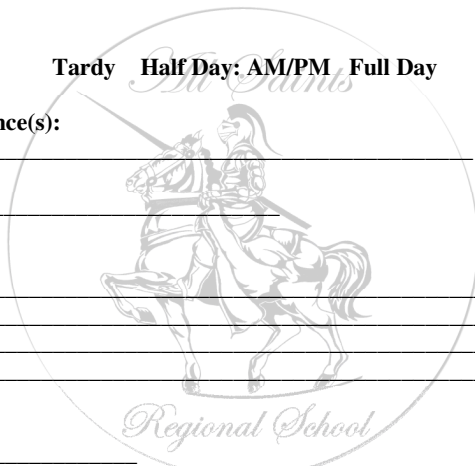 All Saints
Tardy Half Day: AM/PM Full Day
nce(s):
Regional School